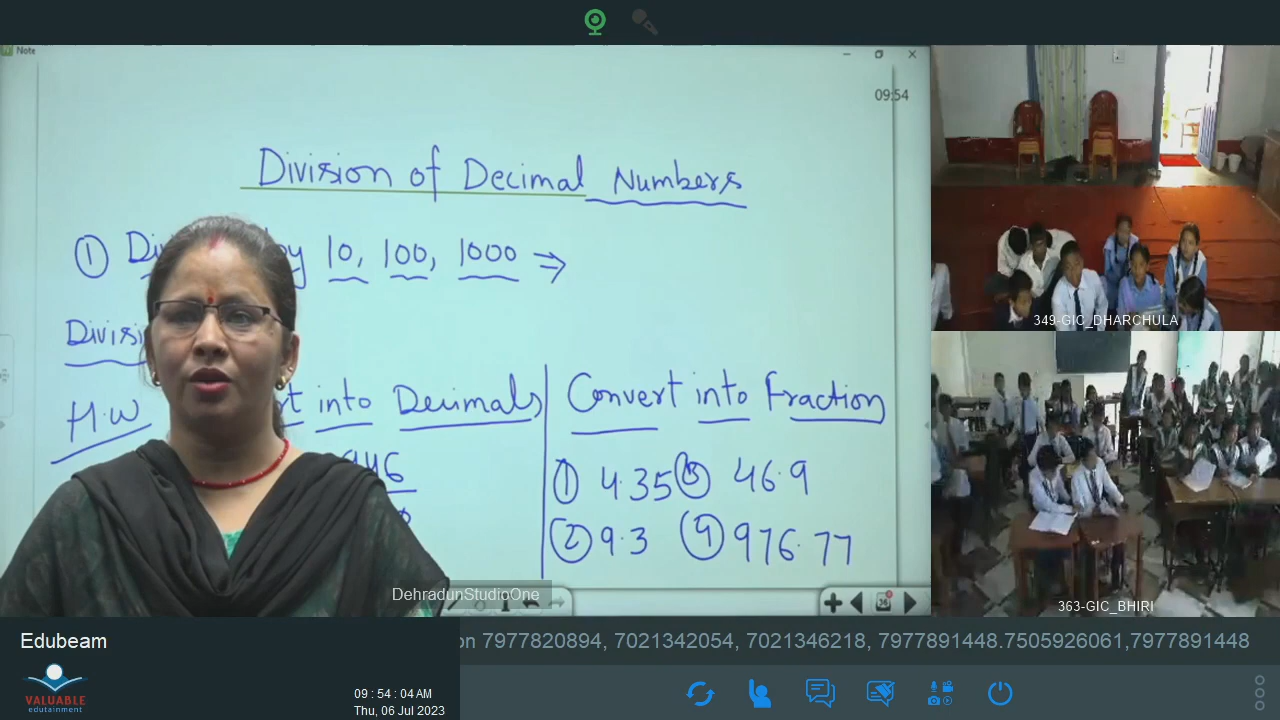 Note
09:54
Division of Decimal Numbers
① by 10, 100, 1000 ⇒
H.W into Decimals
Convert into Fraction
① 4.35 ③ 46.9
② 9.3 ④ 976.77
DehradunStudioOne
349-GIC_DHARCHULA
363-GIC_BHIRI
Edubeam
on 7977820894, 7021342054, 7021346218, 7977891448.7505926061,7977891448
VALUABLE
edutainment
09 : 54 : 04 AM
Thu, 06 Jul 2023